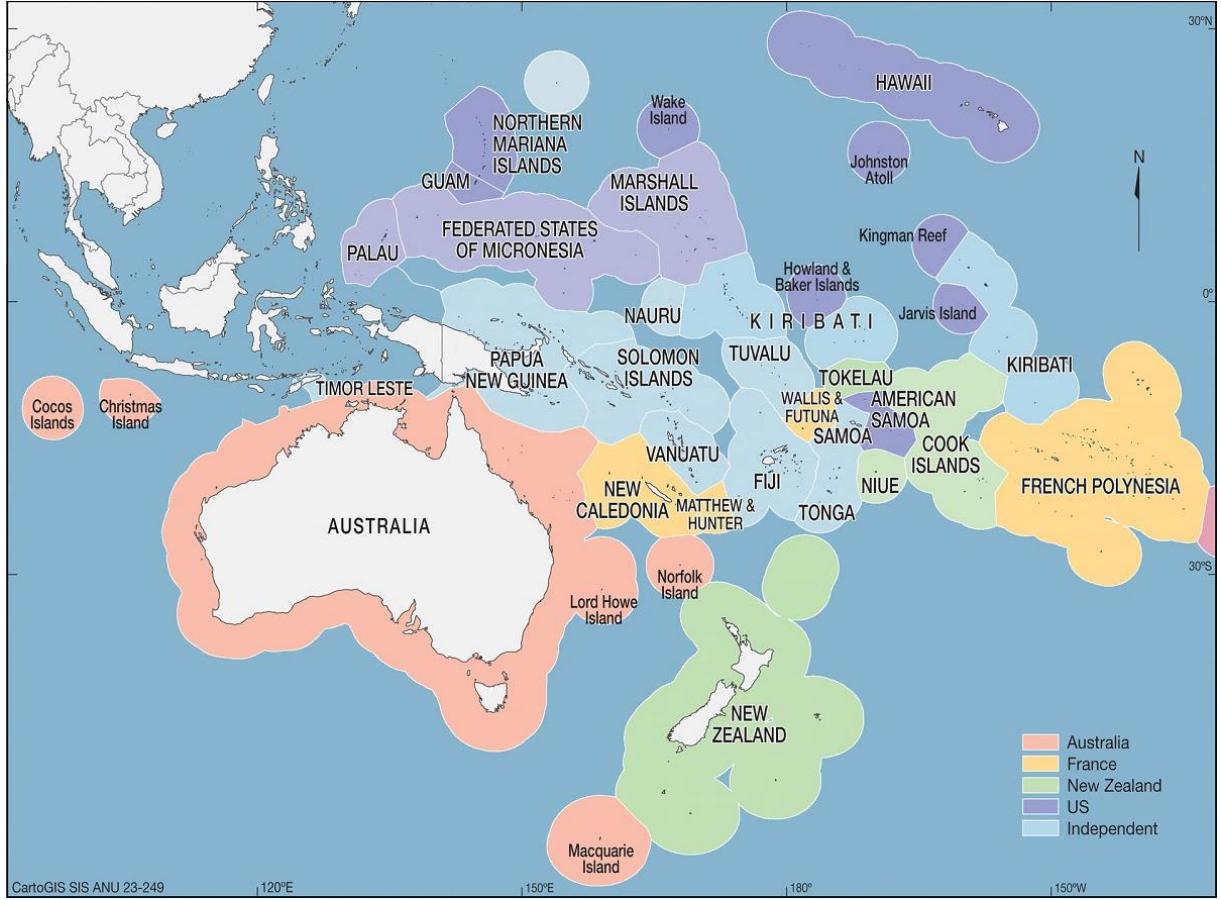 30°N
HAWAII
Wake
Island
NORTHERN
MARIANA
ISLANDS
Johnston
Atoll
N
GUAM
MARSHALL
ISLANDS
FEDERATED STATES
OF MICRONESIA
PALAU
Kingman Reef
Howland &
Baker Islands
0°
Jarvis Island
NAURU
KIRIBATI
PAPUA
NEW GUINEA
SOLOMON
ISLANDS
TUVALU
KIRIBATI
TIMOR LESTE
TOKELAU
WALLIS &
FUTUNA
AMERICAN
SAMOA
SAMOA
Cocos
Islands
Christmas
Island
VANUATU
COOK
ISLANDS
FIJI
NIUE
FRENCH POLYNESIA
NEW
CALEDONIA
MATTHEW &
HUNTER
TONGA
AUSTRALIA
30°S
Norfolk
Island
Lord Howe
Island
NEW
ZEALAND
Australia
France
New Zealand
US
Independent
Macquarie
Island
CartoGIS SIS ANU 23-249
120°E
150°E
180°
150°W